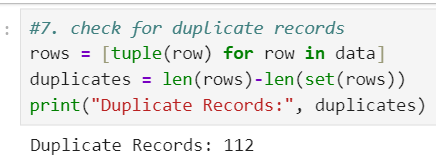 : #7. check for duplicate records
rows = [tuple(row) for row in data]
duplicates = len(rows)-len(set(rows))
print("Duplicate Records:", duplicates)
Duplicate Records: 112